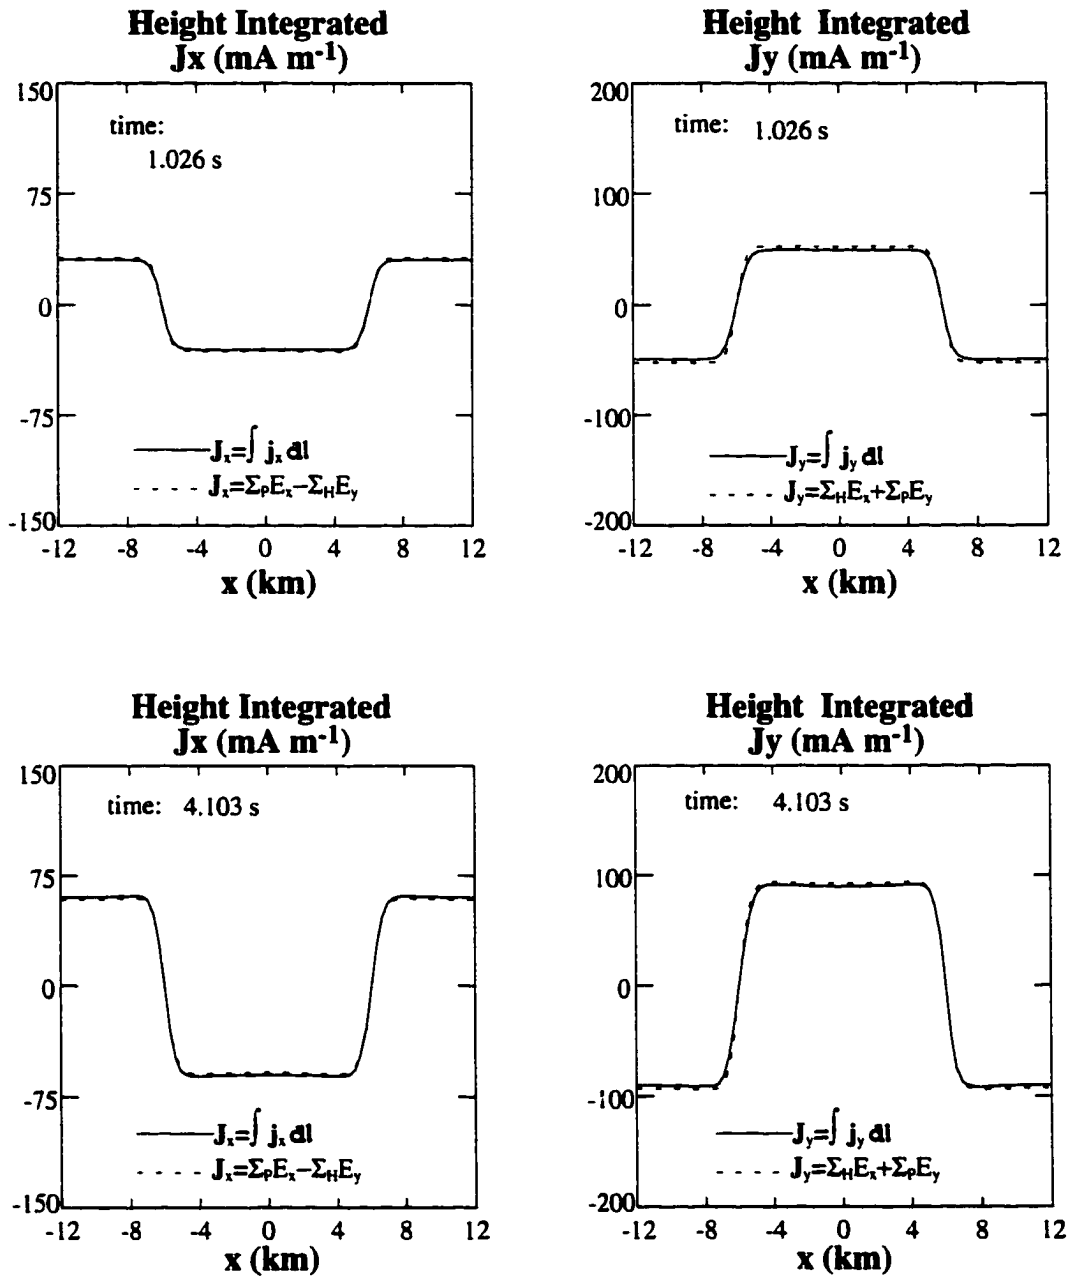 Height Integrated
Jx (mA m-1)
150
75
0
-75
-150
time:
1.026 s
Jx=∫ jx dl
Jx=ΣPEx−ΣHEy
-12 -8 -4 0 4 8 12
x (km)
Height Integrated
Jy (mA m-1)
200
100
0
-100
-200
time: 1.026 s
Jy=∫ jy dl
Jy=ΣHEx+ΣPEy
-12 -8 -4 0 4 8 12
x (km)
Height Integrated
Jx (mA m-1)
150
75
0
-75
-150
time: 4.103 s
Jx=∫ jx dl
Jx=ΣPEx−ΣHEy
-12 -8 -4 0 4 8 12
x (km)
Height Integrated
Jy (mA m-1)
200
100
0
-100
-200
time: 4.103 s
Jy=∫ jy dl
Jy=ΣHEx+ΣPEy
-12 -8 -4 0 4 8 12
x (km)